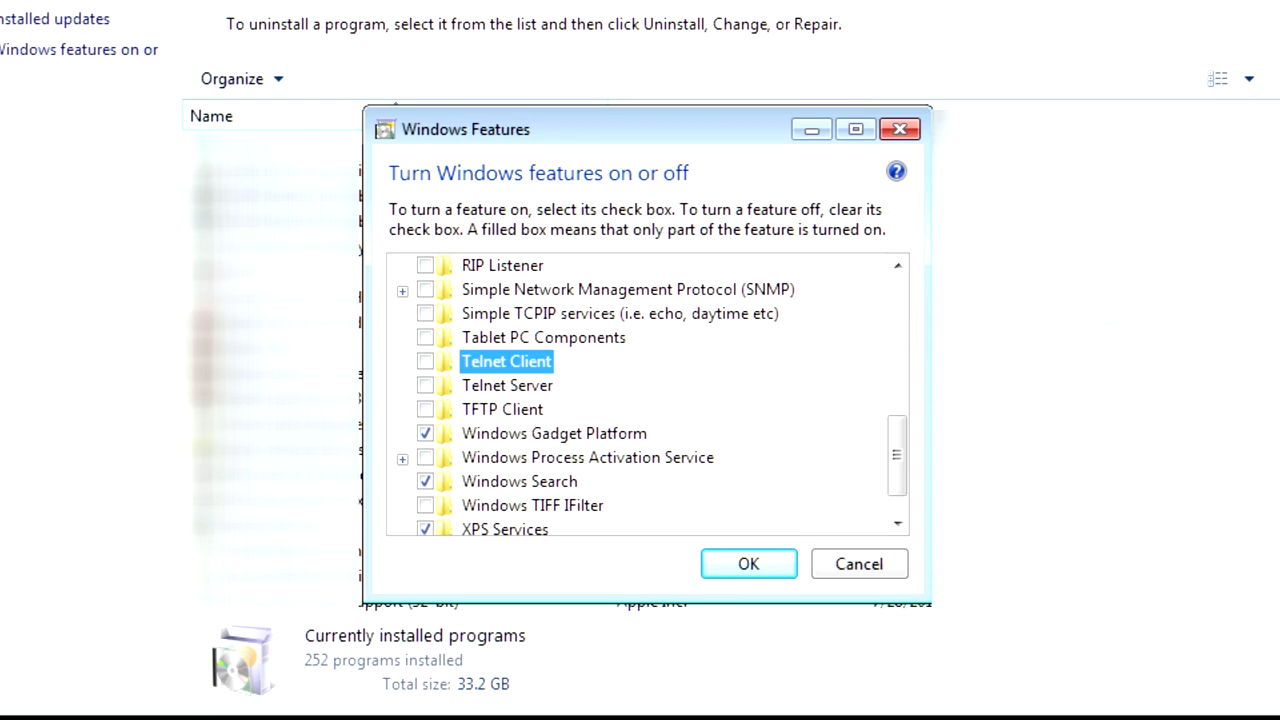 nstalled updates
Windows features on or
To uninstall a program, select it from the list and then click Uninstall, Change, or Repair.
Organize
Name
Windows Features
Turn Windows features on or off
To turn a feature on, select its check box. To turn a feature off, clear its
check box. A filled box means that only part of the feature is turned on.
RIP Listener
Simple Network Management Protocol (SNMP)
Simple TCPIP services (i.e. echo, daytime etc)
Tablet PC Components
Telnet Client
Telnet Server
TFTP Client
Windows Gadget Platform
Windows Process Activation Service
Windows Search
Windows TIFF IFilter
XPS Services
OK
Cancel
Currently installed programs
252 programs installed
Total size: 33.2 GB